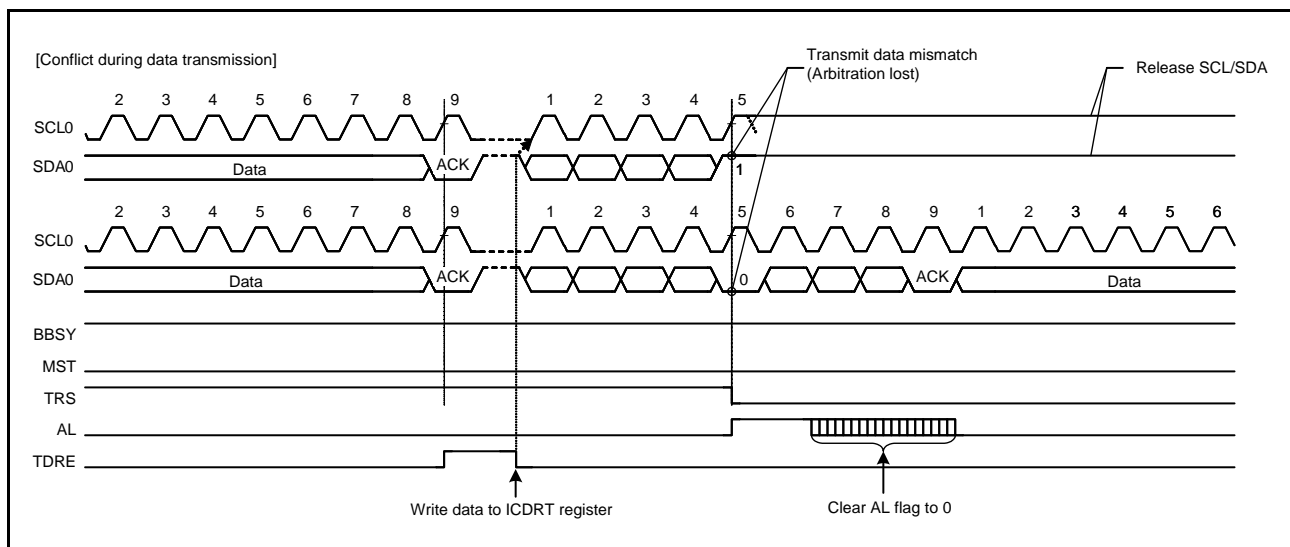 [Conflict during data transmission]
Transmit data mismatch
(Arbitration lost)
Release SCL/SDA
2 3 4 5 6 7 8 9 1 2 3 4 5
SCL0
SDA0 Data ACK 1
2 3 4 5 6 7 8 9 1 2 3 4 5 6 7 8 9 1 2 3 4 5 6
SCL0
SDA0 Data ACK 0 ACK Data
BBSY
MST
TRS
AL
TDRE
Write data to ICDRT register
Clear AL flag to 0